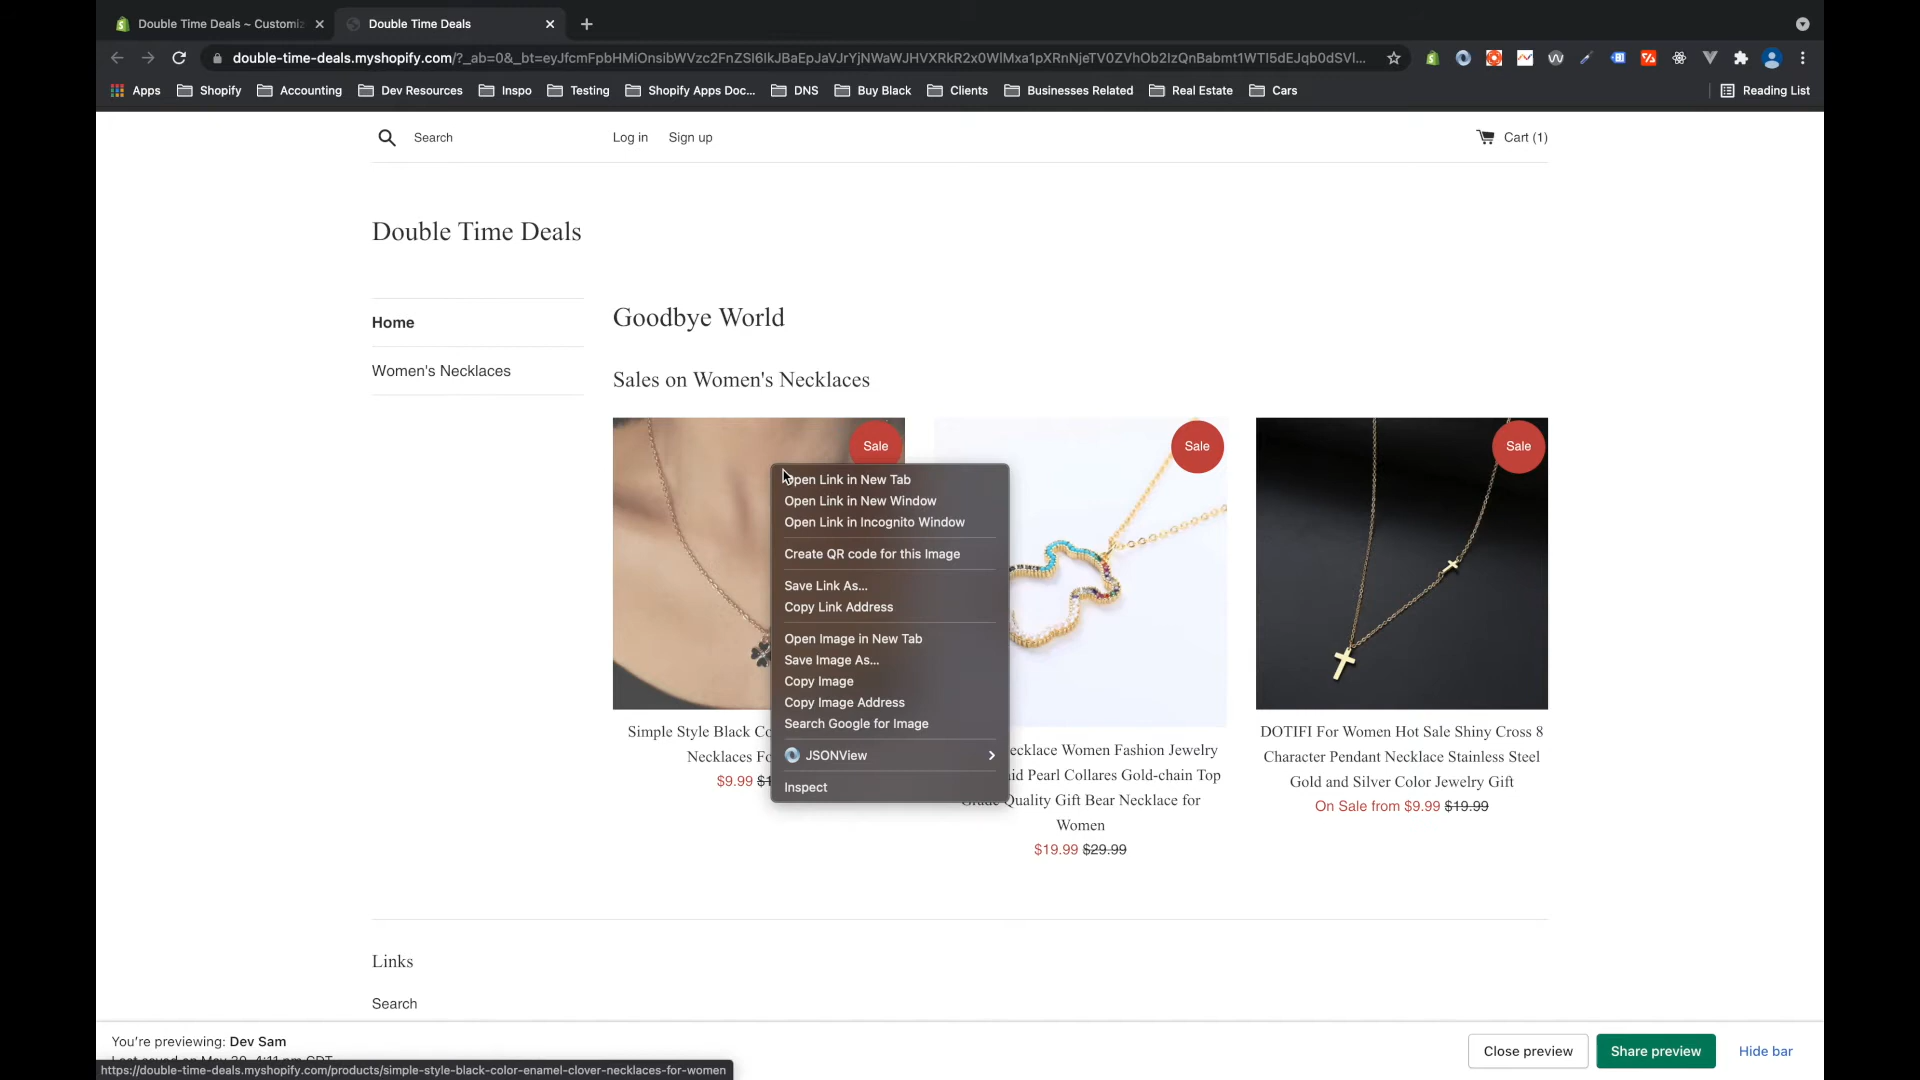 Double Time Deals ~ Customiz
Double Time Deals
double-time-deals.myshopify.com/?_ab=0&_bt=
Apps
Shopify
Accounting
Dev Resources
Inspo
Testing
Shopify Apps Doc...
DNS
Buy Black
Clients
Businesses Related
Real Estate
Cars
Reading List
Search
Log in
Sign up
Cart (1)
Double Time Deals
Home
Women's Necklaces
Goodbye World
Sales on Women's Necklaces
Sale
Sale
Sale
Open Link in New Tab
Open Link in New Window
Open Link in Incognito Window
Create QR code for this Image
Save Link As...
Copy Link Address
Open Image in New Tab
Save Image As...
Copy Image
Copy Image Address
Search Google for Image
JSONView
Inspect
Simple Style Black
Necklaces
$9.99
Women Fashion Jewelry
Pearl Collares Gold-chain Top
Quality Gift Bear Necklace for
Women
$19.99 $29.99
DOTIFI For Women Hot Sale Shiny Cross 8
Character Pendant Necklace Stainless Steel
Gold and Silver Color Jewelry Gift
On Sale from $9.99 $19.99
Links
Search
You're previewing: Dev Sam
Close preview
Share preview
Hide bar
https://double-time-deals.myshopify.com/products/simple-style-black-color-enamel-clover-necklaces-for-women